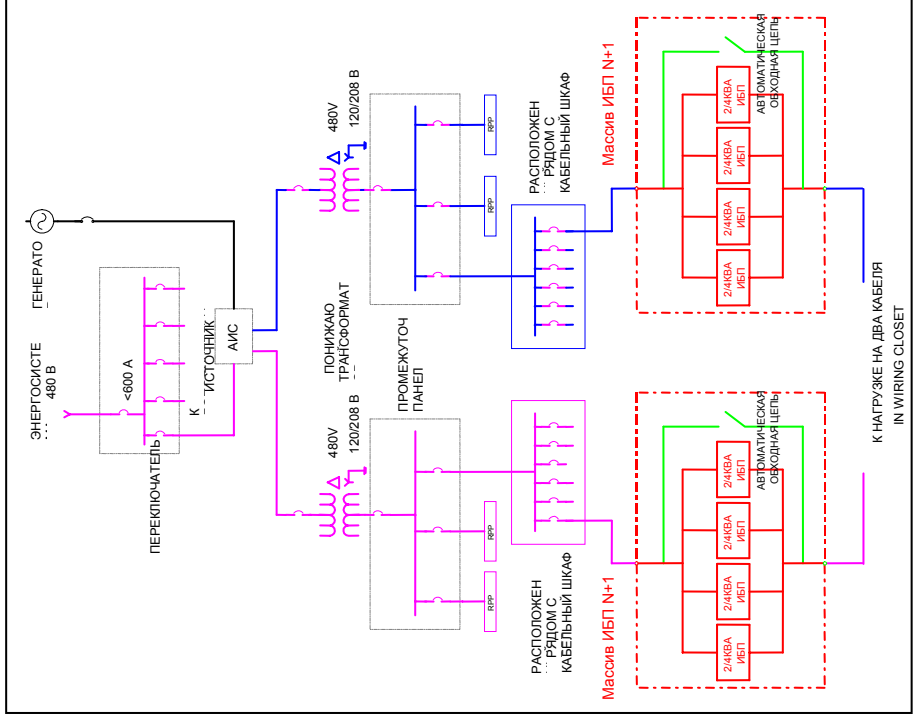 ЭНЕРГОСИСТЕ
480 В
ГЕНЕРАТО
<600 А
ПЕРЕКЛЮЧАТЕЛЬ
К
ИСТОЧНИК
АИС
ПОНИЖАЮ
ТРАНСФОРМАТ
480V
120/208 В
480V
120/208 В
ПРОМЕЖУТОЧ
ПАНЕЛ
RPP
RPP
RPP
RPP
РАСПОЛОЖЕН
РЯДОМ С
КАБЕЛЬНЫЙ ШКАФ
РАСПОЛОЖЕН
РЯДОМ С
КАБЕЛЬНЫЙ ШКАФ
Массив ИБП N+1
2/4КВА
ИБП
2/4КВА
ИБП
2/4КВА
ИБП
2/4КВА
ИБП
АВТОМАТИЧЕСКАЯ
ОБХОДНАЯ ЦЕПЬ
Массив ИБП N+1
2/4КВА
ИБП
2/4КВА
ИБП
2/4КВА
ИБП
2/4КВА
ИБП
АВТОМАТИЧЕСКАЯ
ОБХОДНАЯ ЦЕПЬ
К НАГРУЗКЕ НА ДВА КАБЕЛЯ
IN WIRING CLOSET